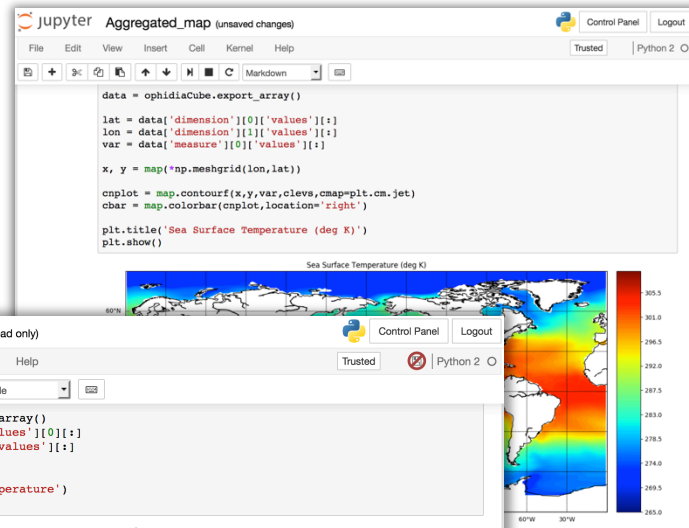 jupyter Aggregated_map (unsaved changes)
Control Panel Logout
File Edit View Insert Cell Kernel Help
Trusted Python 2
Markdown
data = ophidiaCube.export_array()
lat = data['dimension'][0]['values'][:]
lon = data['dimension'][1]['values'][:]
var = data['measure'][0]['values'][:]
x, y = map(*np.meshgrid(lon,lat))
cnplot = map.contourf(x,y,var,clevs,cmap=plt.cm.jet)
cbar = map.colorbar(cnplot,location='right')
plt.title('Sea Surface Temperature (deg K)')
plt.show()
Sea Surface Temperature (deg K)
60°N
305.5
301.0
296.5
292.0
287.5
283.0
278.5
274.0
269.5
265.0
60°W 30°W
ad only)
Control Panel Logout
Help
Trusted Python 2
le
array()
lues'][0][:]
values'][:]
perature')